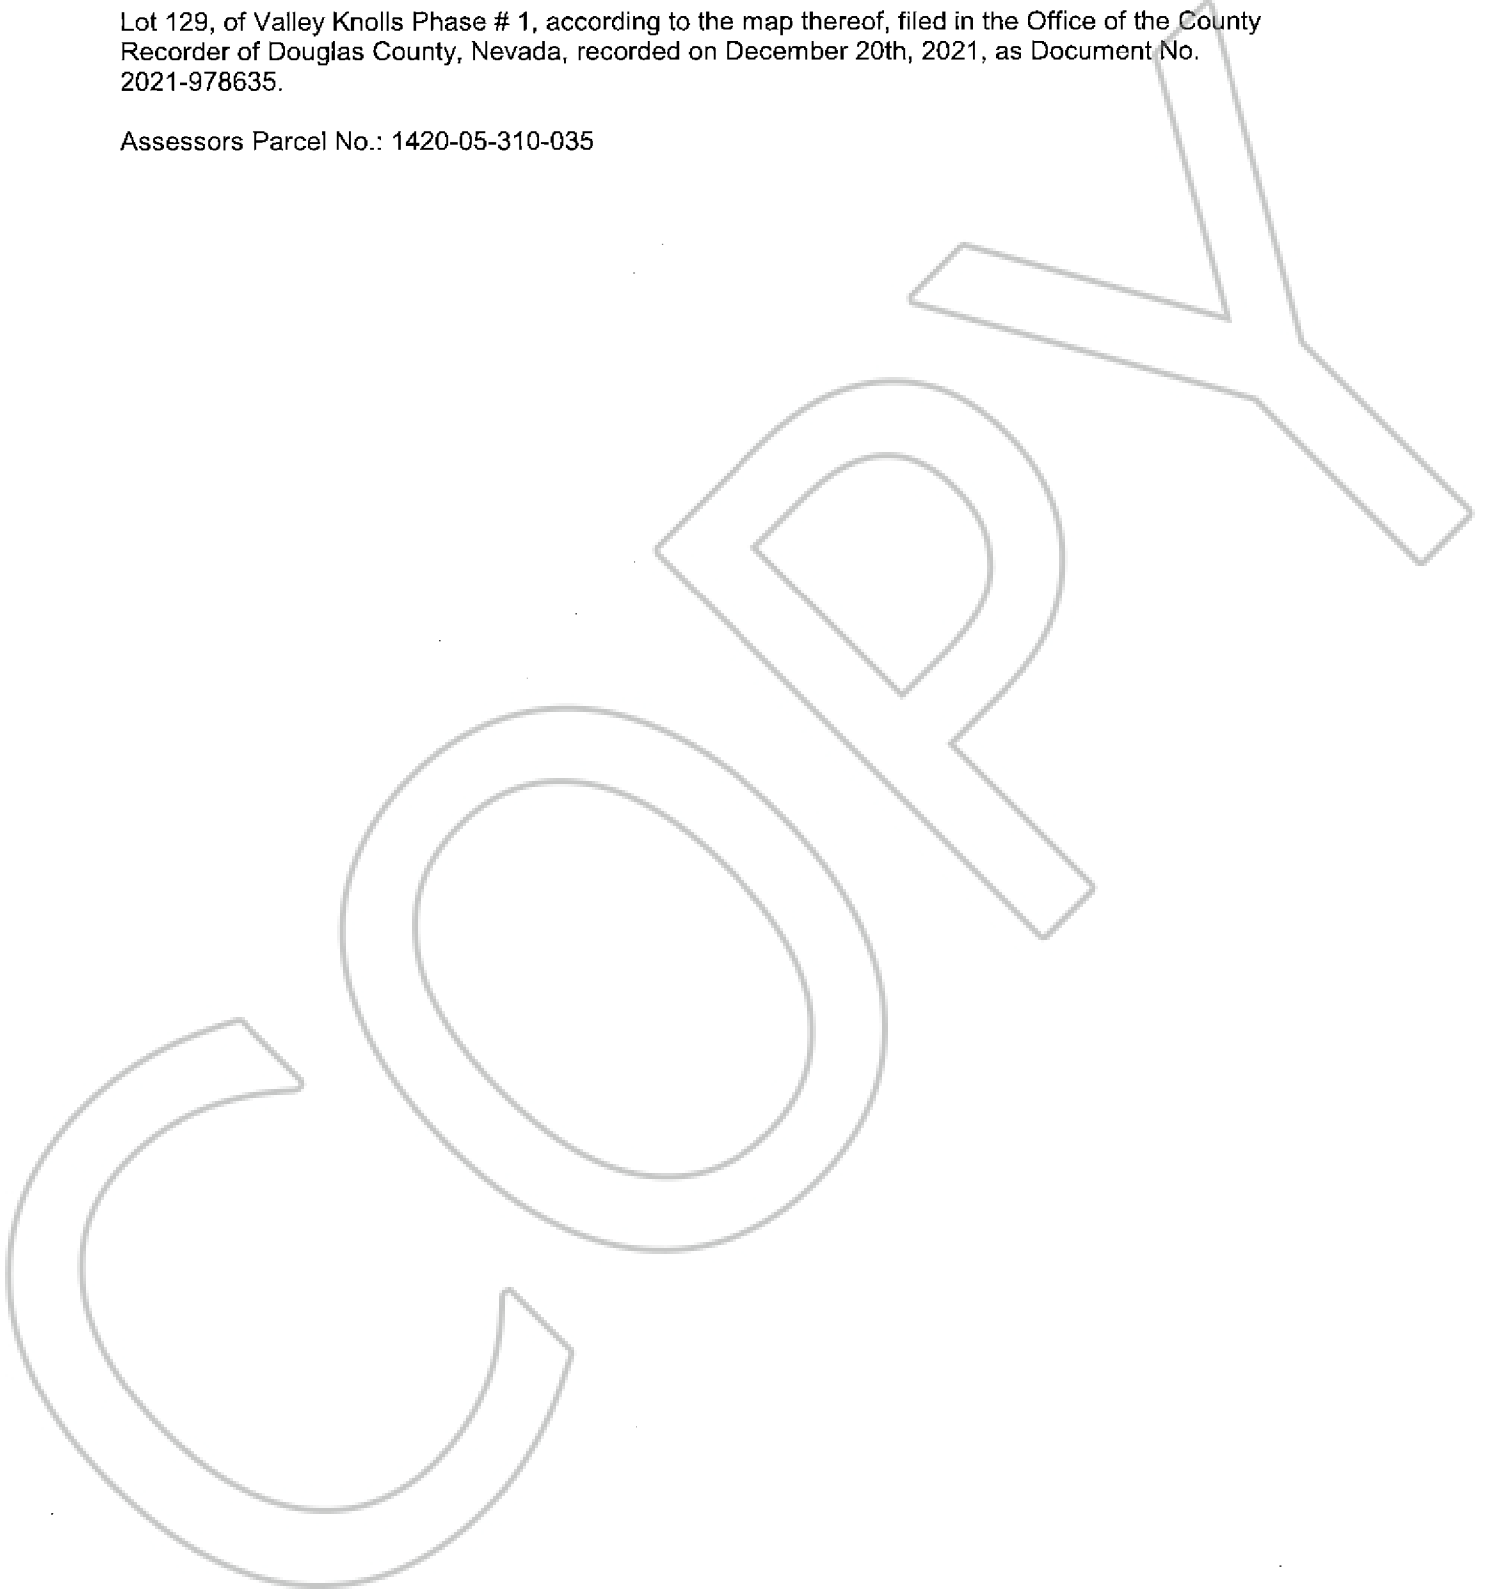 Lot 129, of Valley Knolls Phase # 1, according to the map thereof, filed in the Office of the County
Recorder of Douglas County, Nevada, recorded on December 20th, 2021, as Document No.
2021-978635.
Assessors Parcel No.: 1420-05-310-035
COPY